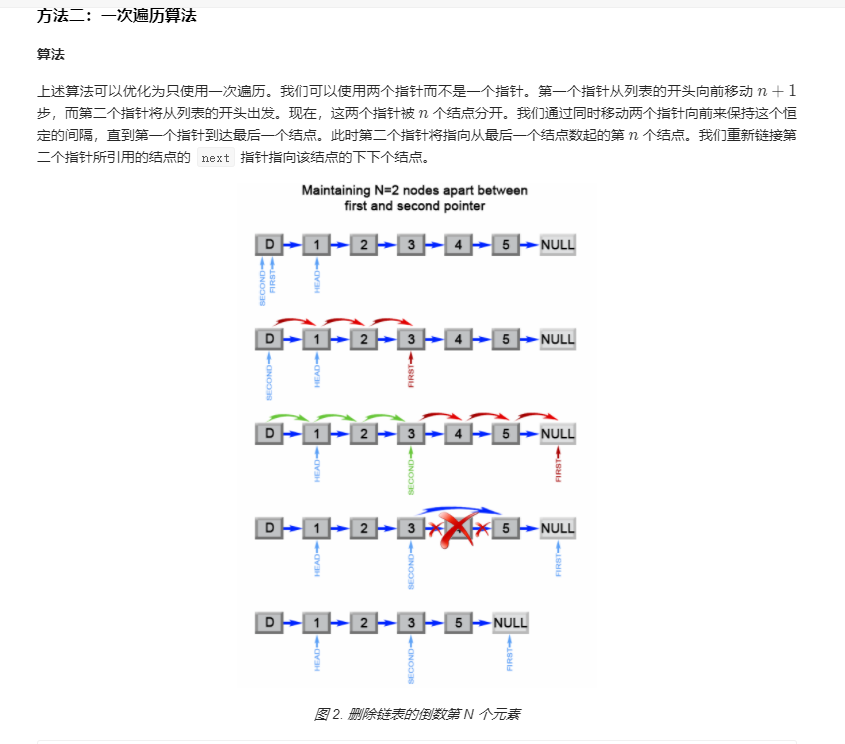 方法二：一次遍历算法
算法
上述算法可以优化为只使用一次遍历。我们可以使用两个指针而不是一个指针。第一个指针从列表的开头向前移动 n + 1
步，而第二个指针将从列表的开头出发。现在，这两个指针被 n 个结点分开。我们通过同时移动两个指针向前来保持这个恒
定的间隔，直到第一个指针到达最后一个结点。此时第二个指针将指向从最后一个结点数起的第 n 个结点。我们重新链接第
二个指针所引用的结点的 next 指针指向该结点的下下个结点。
Maintaining N=2 nodes apart between
first and second pointer
D 1 2 3 4 5 NULL
SECOND FIRST HEAD
D 1 2 3 4 5 NULL
SECOND HEAD FIRST
D 1 2 3 4 5 NULL
HEAD SECOND FIRST
D 1 2 3 5 NULL
HEAD SECOND FIRST
D 1 2 3 5 NULL
HEAD SECOND FIRST
图 2. 删除链表的倒数第 N 个元素